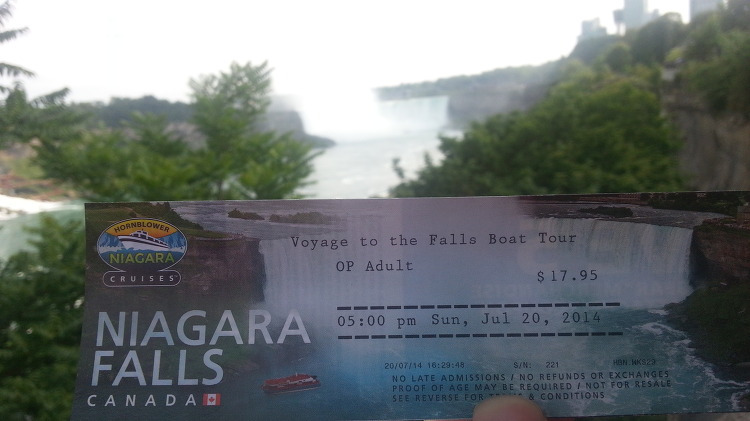 HORNBLOWER
NIAGARA
CRUISES
Voyage to the Falls Boat Tour
OP Adult
$17.95
05:00 pm Sun, Jul 20, 2014
NIAGARA
FALLS
CANADA
20/07/14 16:29:48 S/N: 221 HBN WKS29
NO LATE ADMISSIONS / NO REFUNDS OR EXCHANGES
PROOF OF AGE MAY BE REQUIRED / NOT FOR RESALE
SEE REVERSE FOR & CONDITIONS